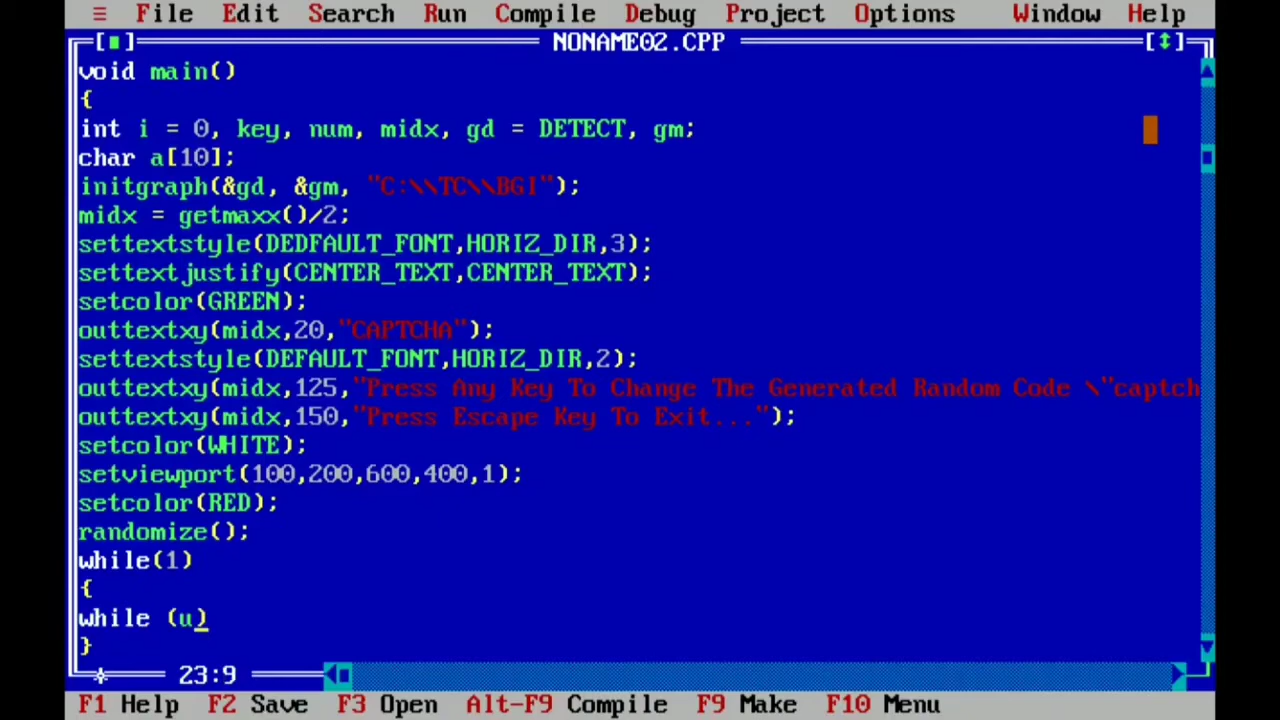 ≡ File Edit Search Run Compile Debug Project Options Window Help
[■] NONAME02.CPP [↕]
void main()
{
int i = 0, key, num, midx, gd = DETECT, gm;
char a[10];
initgraph(&gd, &gm, "C:\\TC\\BGI");
midx = getmaxx()/2;
settextstyle(DEDFAULT_FONT,HORIZ_DIR,3);
settextjustify(CENTER_TEXT,CENTER_TEXT);
setcolor(GREEN);
outtextxy(midx,20,"CAPTCHA");
settextstyle(DEFAULT_FONT,HORIZ_DIR,2);
outtextxy(midx,125,"Press Any Key To Change The Generated Random Code \"captch
outtextxy(midx,150,"Press Escape Key To Exit...");
setcolor(WHITE);
setviewport(100,200,600,400,1);
setcolor(RED);
randomize();
while(1)
{
while (u)
}
23:9
F1 Help F2 Save F3 Open Alt-F9 Compile F9 Make F10 Menu